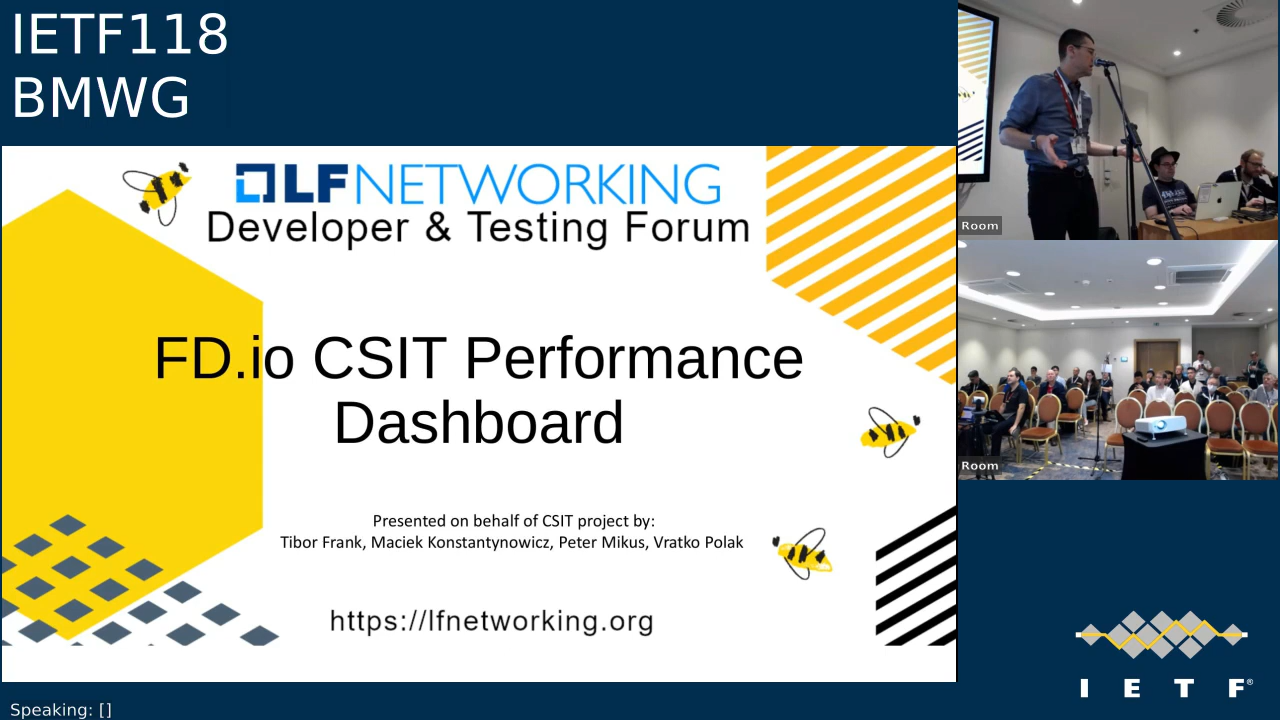 IETF118
BMWG
LFNETWORKING
Developer & Testing Forum
FD.io CSIT Performance
Dashboard
Presented on behalf of CSIT project by:
Tibor Frank, Maciek Konstantynowicz, Peter Mikus, Vratko Polak
https://lfnetworking.org
Room
Room
I E T F®
Speaking: []